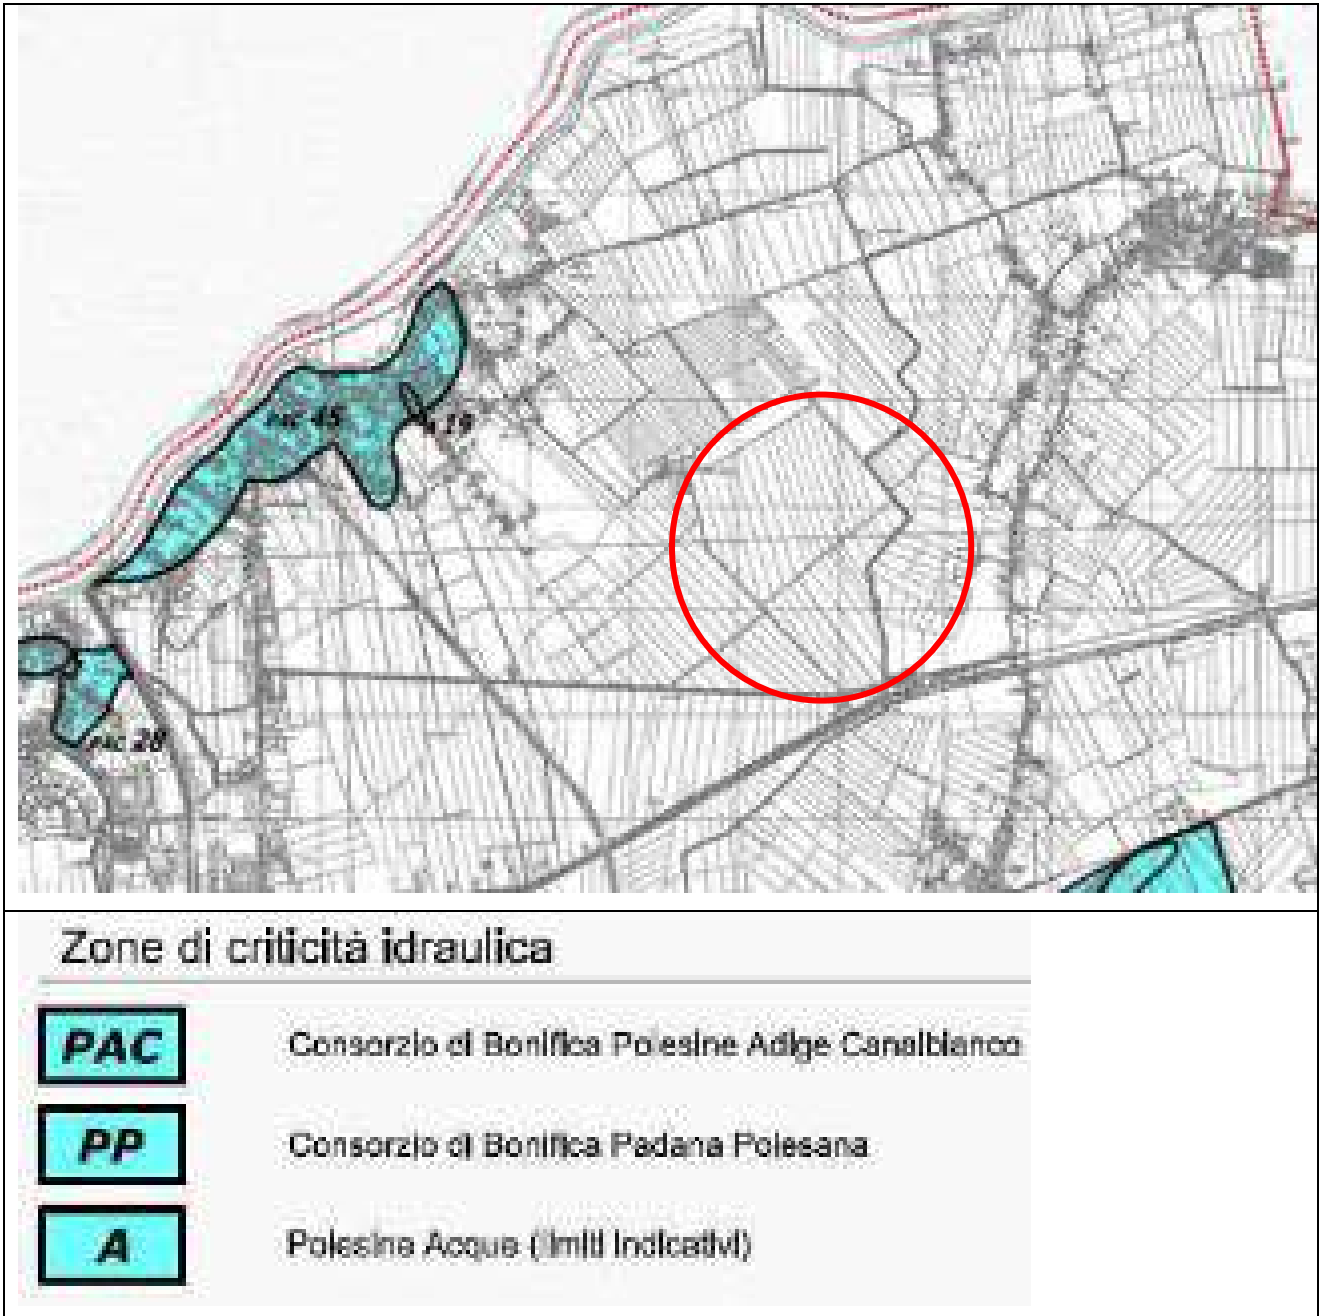 PAC 45
19
PAC 28
Zone di criticità idraulica
PAC Consorzio di Bonifica Polesine Adige Canalbianco
PP Consorzio di Bonifica Padana Polesana
A Polesine Acque (limiti indicativi)